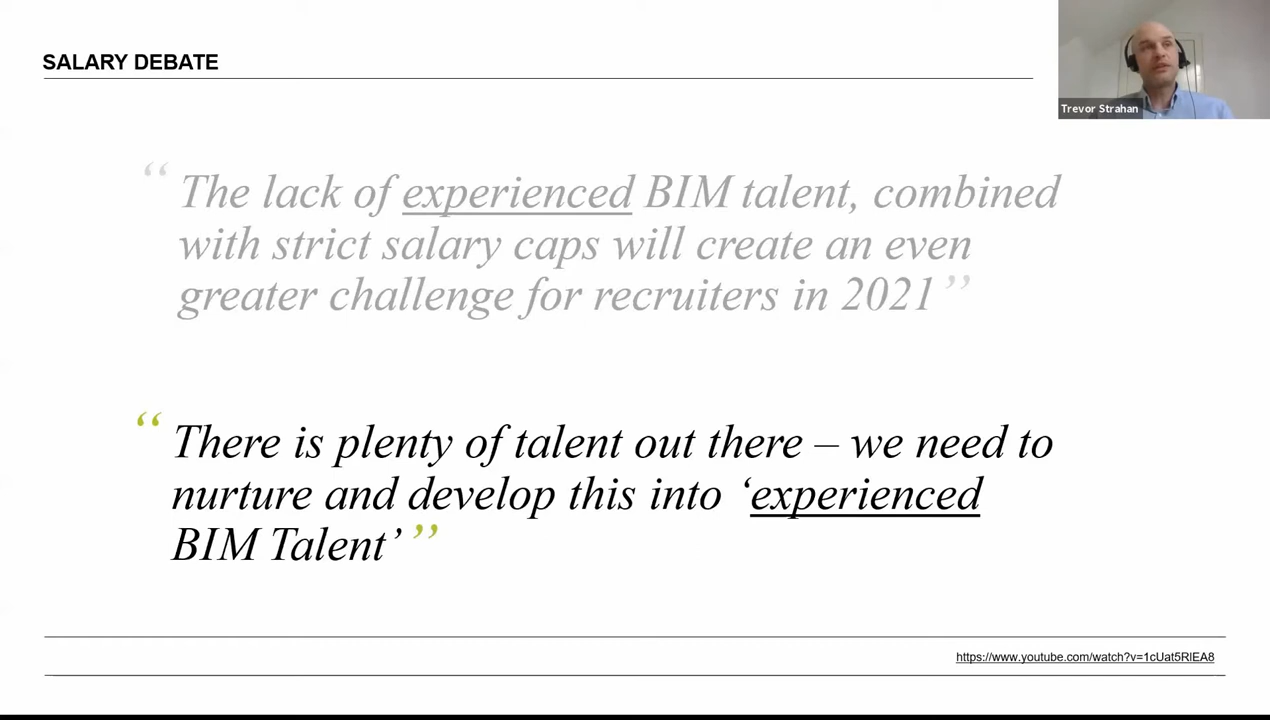 SALARY DEBATE
Trevor Strahan
“ The lack of experienced BIM talent, combined
with strict salary caps will create an even
greater challenge for recruiters in 2021 ”
“ There is plenty of talent out there – we need to
nurture and develop this into ‘experienced
BIM Talent’ ”
https://www.youtube.com/watch?v=1cUat5RlEA8